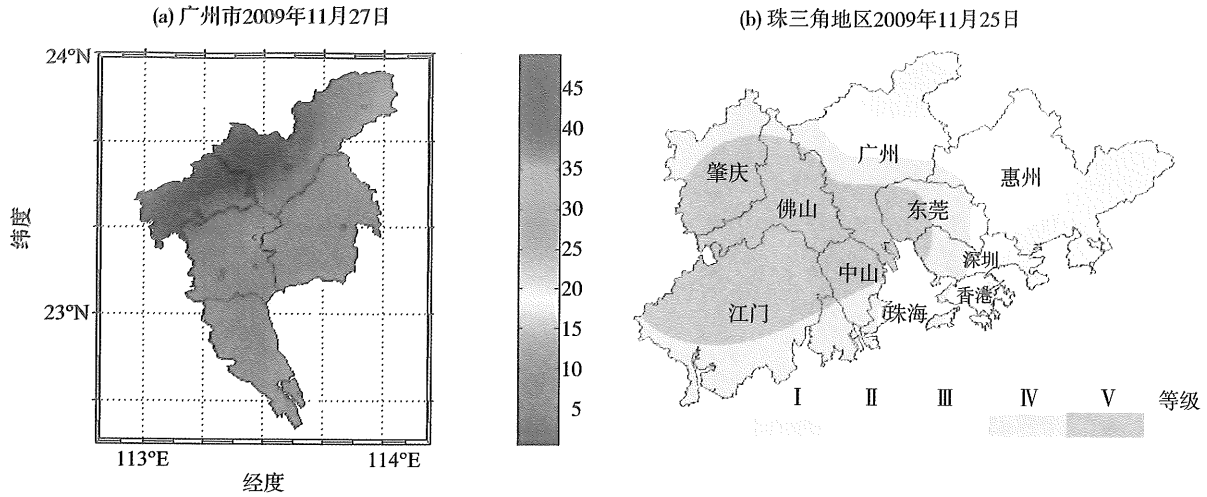 (a) 广州市2009年11月27日
(b) 珠三角地区2009年11月25日
24°N
23°N
纬度
113°E
114°E
经度
45
40
35
30
25
20
15
10
5
广州
肇庆
惠州
佛山
东莞
深圳
中山
香港
江门
珠海
Ⅰ Ⅱ Ⅲ Ⅳ Ⅴ 等级